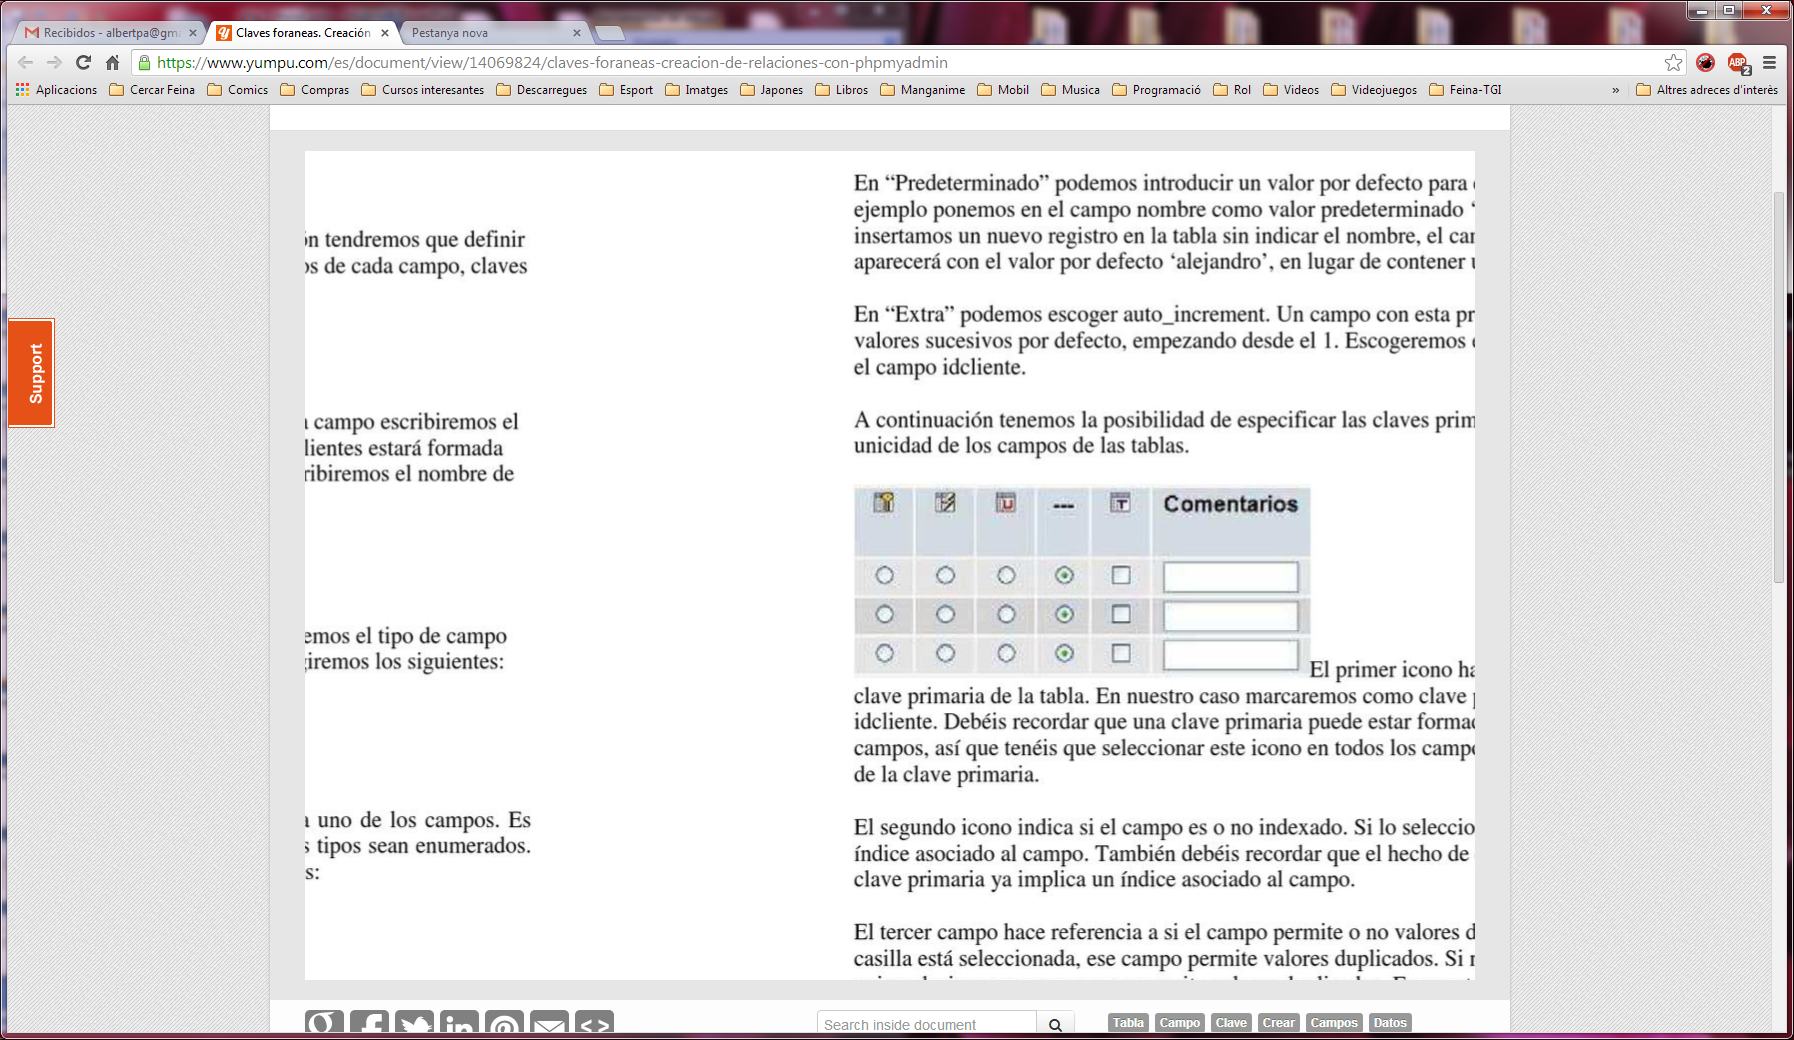 Recibidos - albertpa@gm
Claves foraneas. Creación
Pestanya nova
https://www.yumpu.com/es/document/view/14069824/claves-foraneas-creacion-de-relaciones-con-phpmyadmin
ABP
2
Aplicacions
Cercar Feina
Comics
Compras
Cursos interesantes
Descarregues
Esport
Imatges
Japones
Libros
Manganime
Mobil
Musica
Programació
Rol
Videos
Videojuegos
Feina-TGI
»
Altres adreces d'interès
Support
ón tendremos que definir
os de cada campo, claves
campo escribiremos el
lientes estará formada
ribiremos el nombre de
emos el tipo de campo
giremos los siguientes:
a uno de los campos. Es
s tipos sean enumerados.
s:
En “Predeterminado” podemos introducir un valor por defecto para
ejemplo ponemos en el campo nombre como valor predeterminado ‘
insertamos un nuevo registro en la tabla sin indicar el nombre, el can
aparecerá con el valor por defecto ‘alejandro’, en lugar de contener
En “Extra” podemos escoger auto_increment. Un campo con esta pr
valores sucesivos por defecto, empezando desde el 1. Escogeremos
el campo idcliente.
A continuación tenemos la posibilidad de especificar las claves prim
unicidad de los campos de las tablas.
U --- T Comentarios
El primer icono ha
clave primaria de la tabla. En nuestro caso marcaremos como clave p
idcliente. Debéis recordar que una clave primaria puede estar formad
campos, así que tenéis que seleccionar este icono en todos los campo
de la clave primaria.
El segundo icono indica si el campo es o no indexado. Si lo seleccio
índice asociado al campo. También debéis recordar que el hecho de
clave primaria ya implica un índice asociado al campo.
El tercer campo hace referencia a si el campo permite o no valores d
casilla está seleccionada, ese campo permite valores duplicados. Si n
Search inside document
Tabla
Campo
Clave
Crear
Campos
Datos